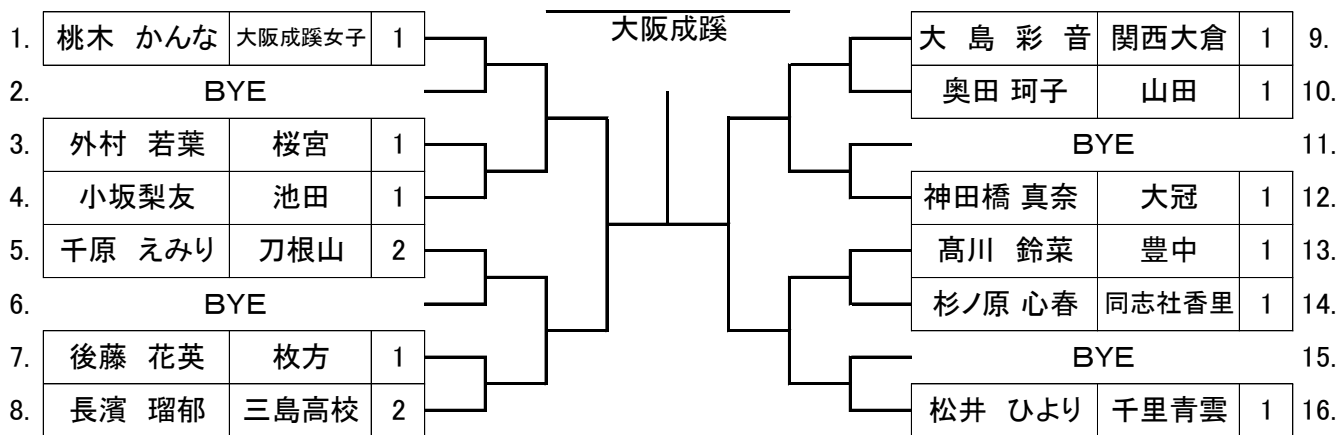 大阪成蹊
1. 桃木 かんな 大阪成蹊女子 1
2. BYE
3. 外村 若葉 桜宮 1
4. 小坂梨友 池田 1
5. 千原 えみり 刀根山 2
6. BYE
7. 後藤 花英 枚方 1
8. 長濱 瑠郁 三島高校 2
大 島 彩 音 関西大倉 1 9.
奥田 珂子 山田 1 10.
BYE 11.
神田橋 真奈 大冠 1 12.
髙川 鈴菜 豊中 1 13.
杉ノ原 心春 同志社香里 1 14.
BYE 15.
松井 ひより 千里青雲 1 16.